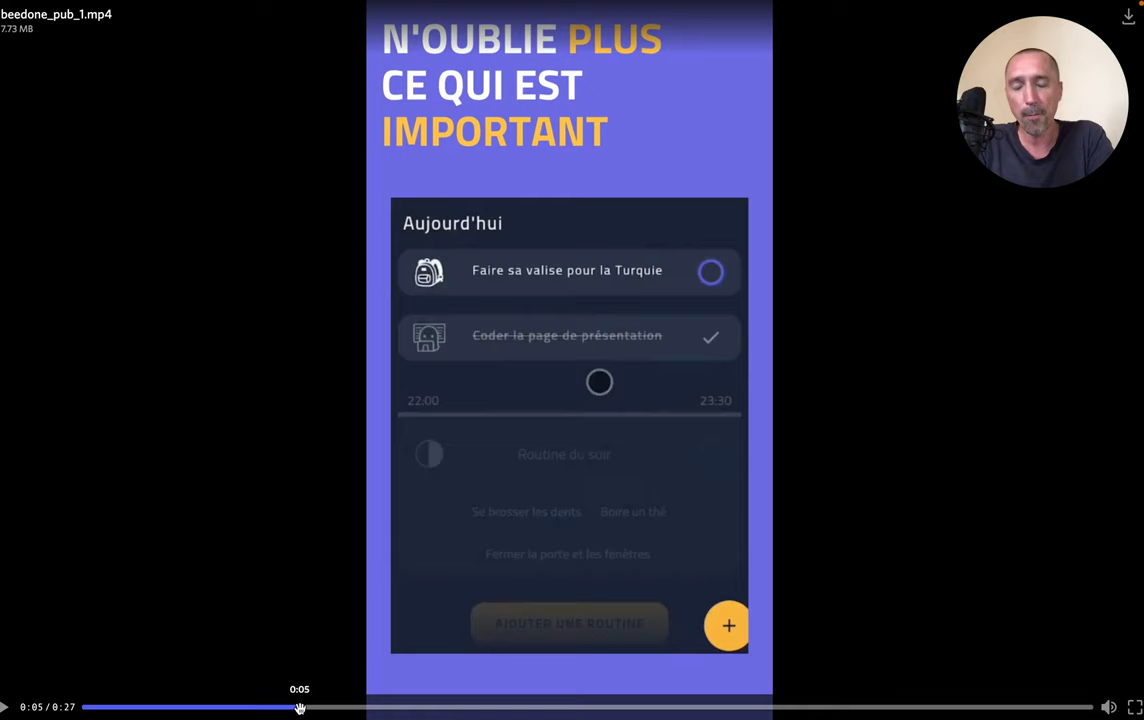 beedone_pub_1.mp4
7.73 MB
N'OUBLIE PLUS
CE QUI EST
IMPORTANT
Aujourd'hui
Faire sa valise pour la Turquie
Coder la page de présentation
22:00 23:30
Routine du soir
Se brosser les dents Boire un thé
Fermer la porte et les fenêtres
AJOUTER UNE ROUTINE
+
0:05
0:05 / 0:27